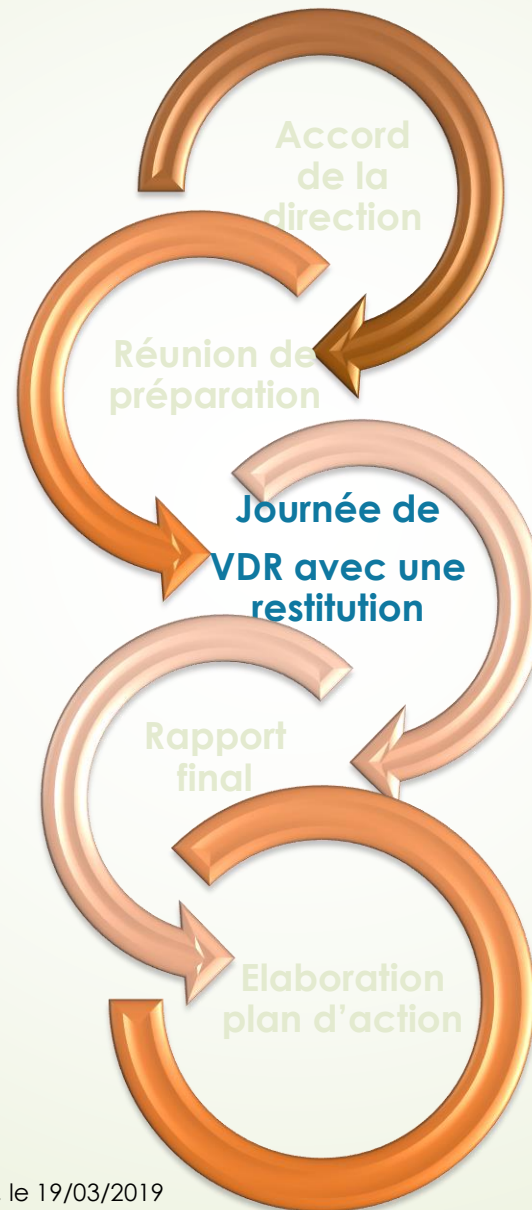 Accord
de la
direction
Réunion de
préparation
Journée de
VDR avec une
restitution
Rapport
final
Elaboration
plan d'action
le 19/03/2019